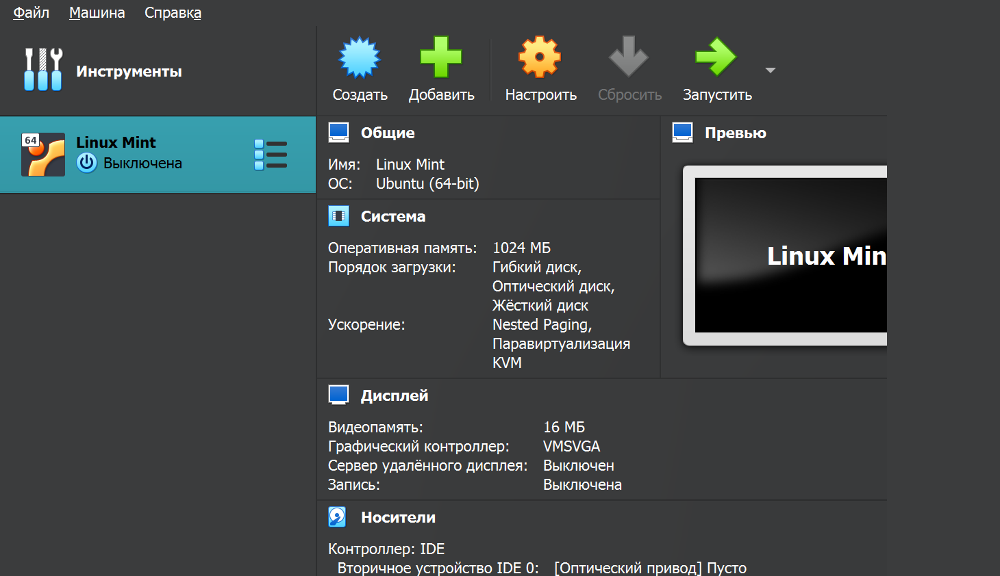 Файл Машина Справка
Инструменты
Создать Добавить Настроить Сбросить Запустить
64
Linux Mint
Выключена
Общие
Имя: Linux Mint
ОС: Ubuntu (64-bit)
Система
Оперативная память: 1024 МБ
Порядок загрузки: Гибкий диск,
Оптический диск,
Жёсткий диск
Ускорение: Nested Paging,
Паравиртуализация
KVM
Превью
Linux Min
Дисплей
Видеопамять: 16 МБ
Графический контроллер: VMSVGA
Сервер удалённого дисплея: Выключен
Запись: Выключена
Носители
Контроллер: IDE
Вторичное устройство IDE 0: [Оптический привод] Пусто